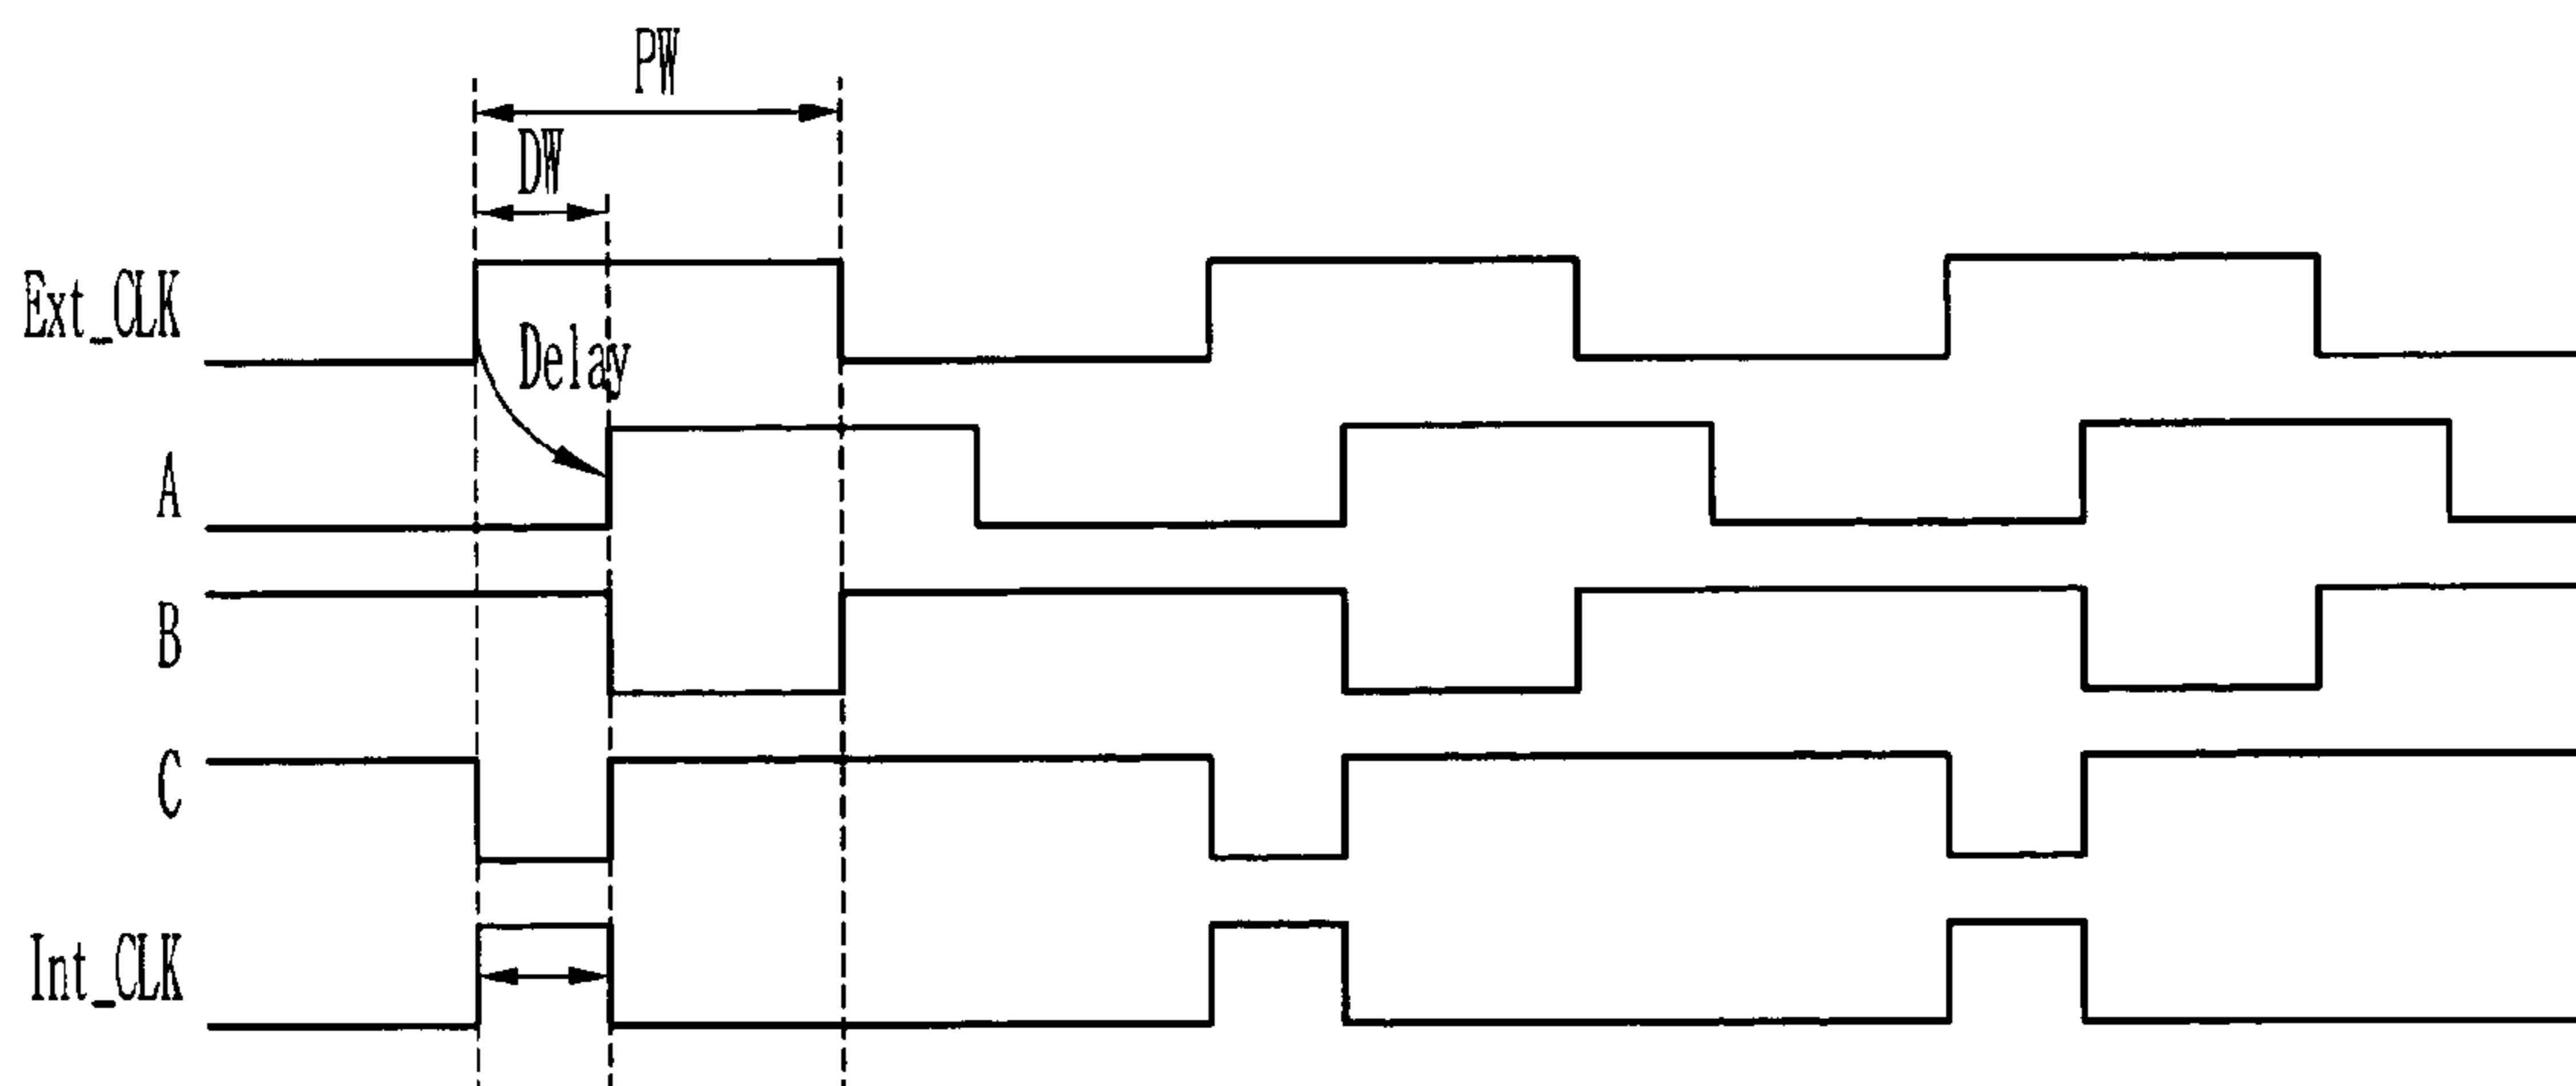 PW
DW
Ext_CLK
Delay
A
B
C
Int_CLK